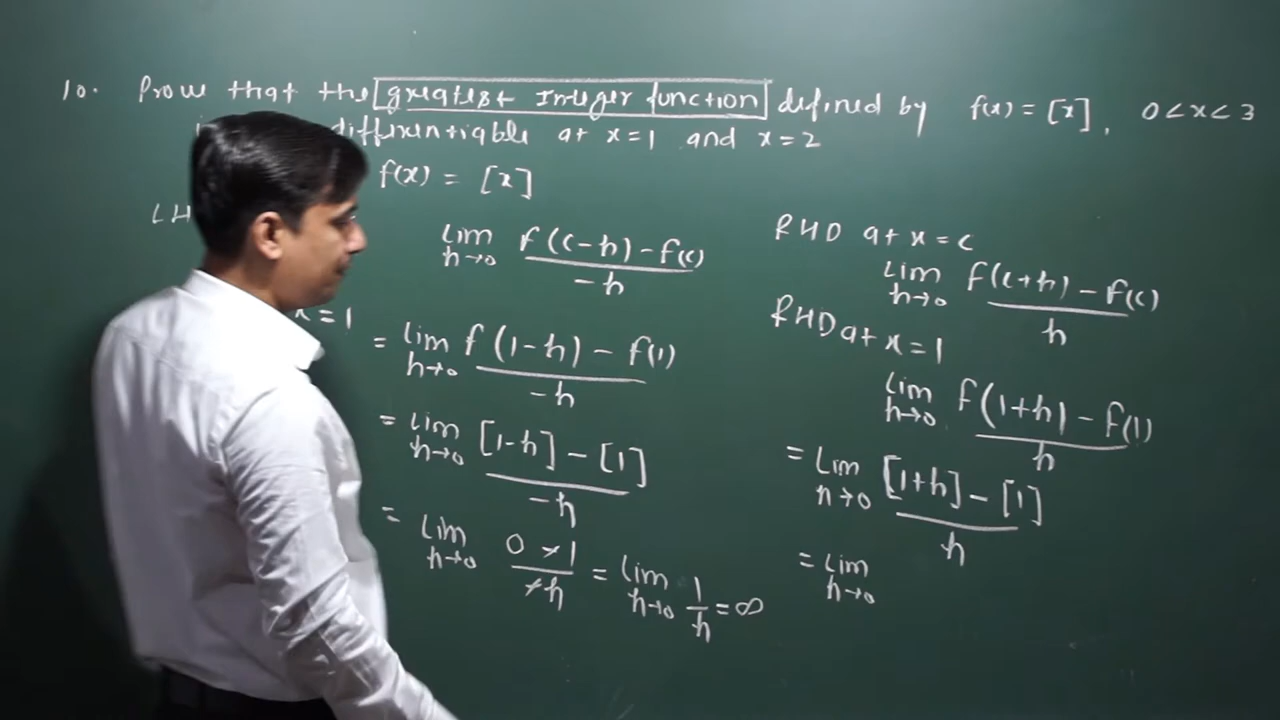 10. Prove that the greatest Integer function defined by f(x) = [x], 0 < x < 3
differentiable at x=1 and x=2
f(x) = [x]
LH
lim h→0 f(c-h) - f(c) / -h
x=1
= lim h→0 f(1-h) - f(1) / -h
= lim h→0 [1-h] - [1] / -h
= lim h→0 0 - 1 / -h = lim h→0 1/h = ∞
RHD at x=c
lim h→0 f(c+h) - f(c) / h
RHD at x=1
lim h→0 f(1+h) - f(1) / h
= lim h→0 [1+h] - [1] / h
= lim h→0